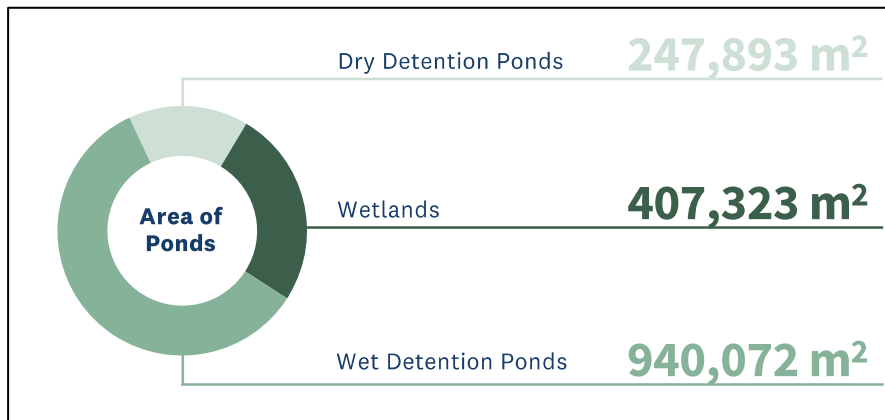 Dry Detention Ponds 247,893 m²
Area of
Ponds
Wetlands 407,323 m²
Wet Detention Ponds 940,072 m²